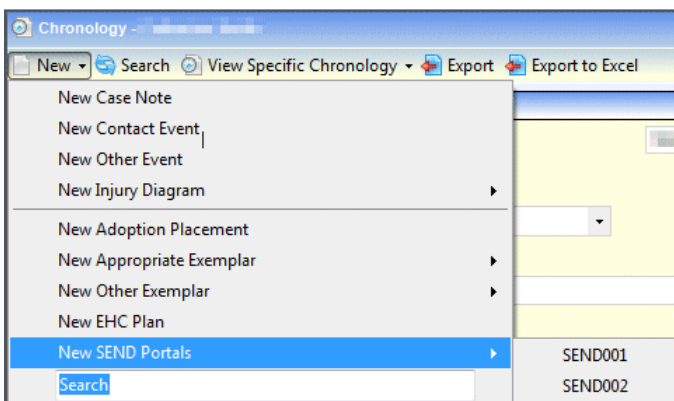 Chronology -
New Search View Specific Chronology Export Export to Excel
New Case Note
New Contact Event
New Other Event
New Injury Diagram
New Adoption Placement
New Appropriate Exemplar
New Other Exemplar
New EHC Plan
New SEND Portals SEND001
Search SEND002